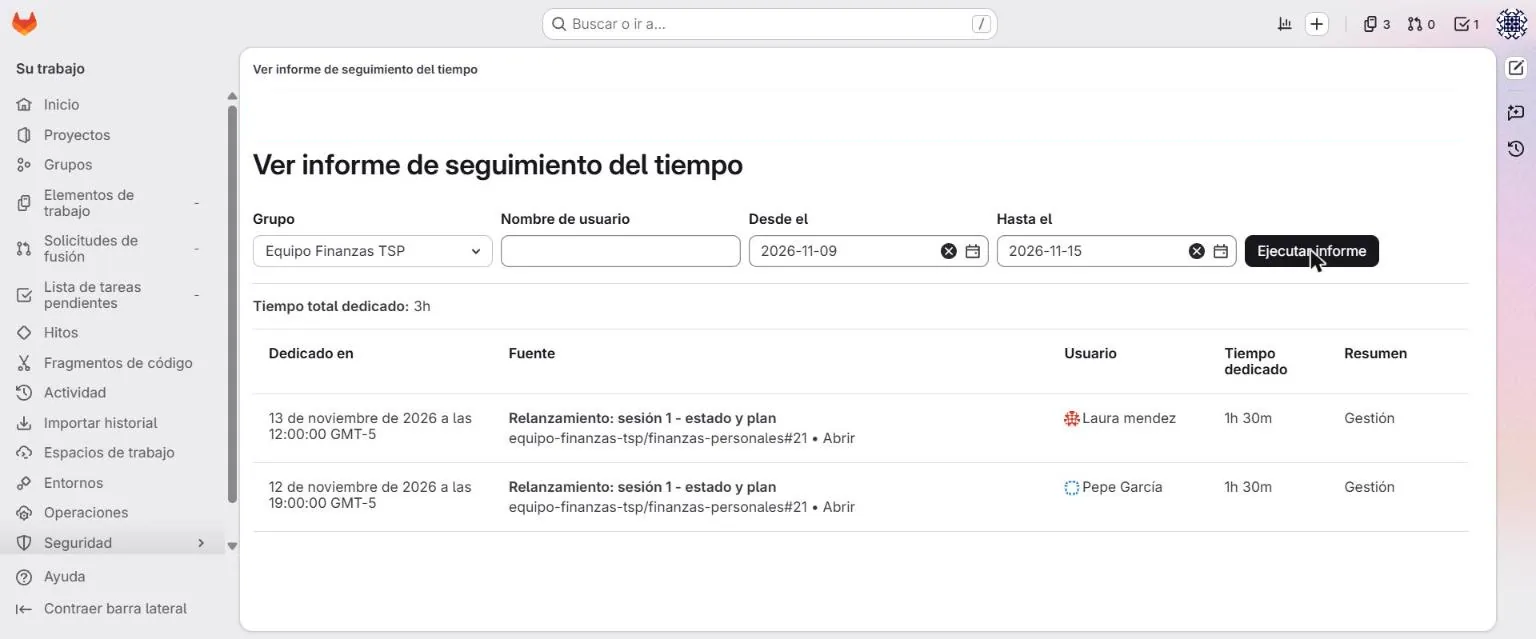 Buscar o ir a...
/
3
0
1
Su trabajo
Inicio
Proyectos
Grupos
Elementos de
trabajo
-
Solicitudes de
fusión
-
Lista de tareas
pendientes
-
Hitos
Fragmentos de código
Actividad
Importar historial
Espacios de trabajo
Entornos
Operaciones
Seguridad
Ayuda
Contraer barra lateral
Ver informe de seguimiento del tiempo
Ver informe de seguimiento del tiempo
Grupo
Nombre de usuario
Desde el
Hasta el
Equipo Finanzas TSP
2026-11-09
2026-11-15
Ejecutar informe
Tiempo total dedicado: 3h
Dedicado en
Fuente
Usuario
Tiempo
dedicado
Resumen
13 de noviembre de 2026 a las
12:00:00 GMT-5
Relanzamiento: sesión 1 - estado y plan
equipo-finanzas-tsp/finanzas-personales#21 • Abrir
Laura mendez
1h 30m
Gestión
12 de noviembre de 2026 a las
19:00:00 GMT-5
Relanzamiento: sesión 1 - estado y plan
equipo-finanzas-tsp/finanzas-personales#21 • Abrir
Pepe García
1h 30m
Gestión